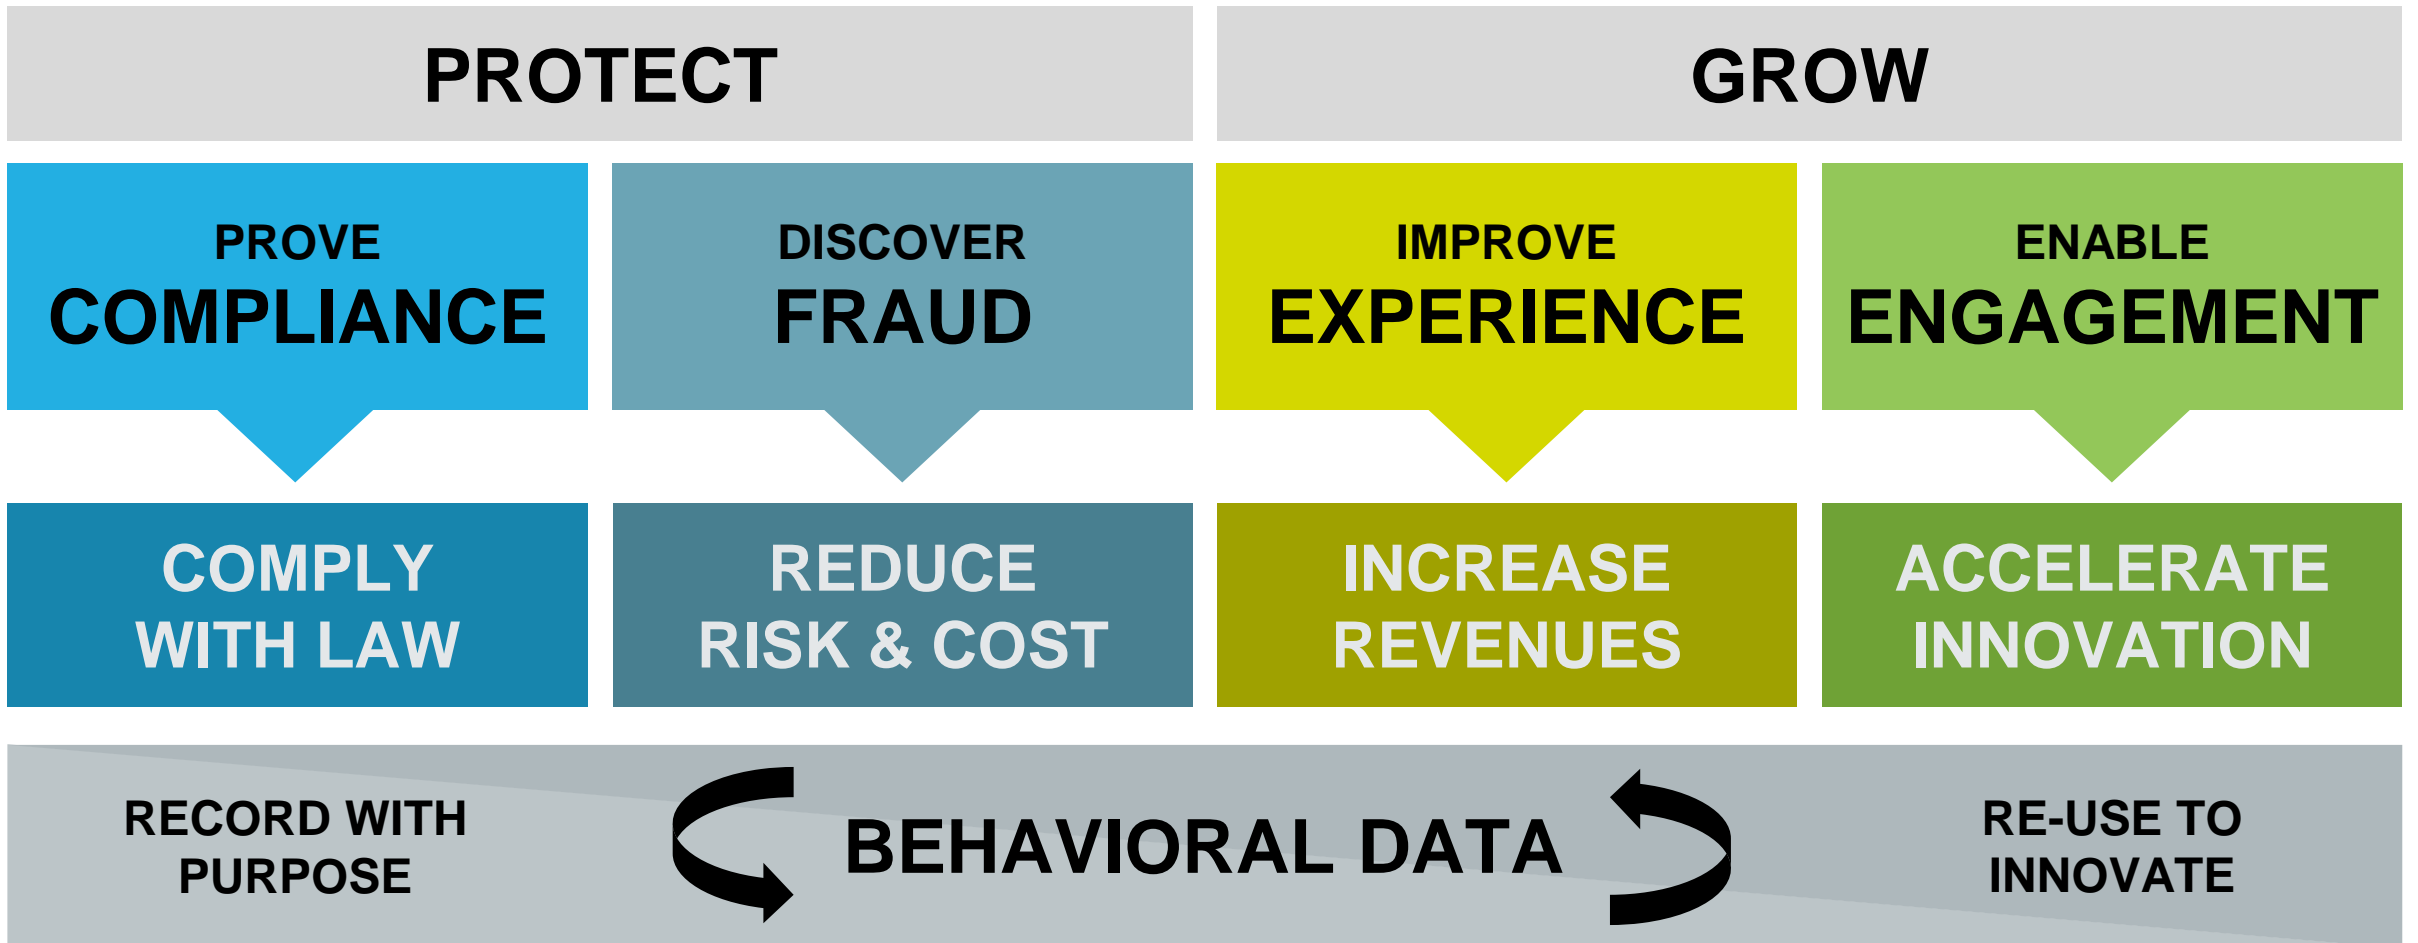 PROTECT
GROW
PROVE
COMPLIANCE
DISCOVER
FRAUD
IMPROVE
EXPERIENCE
ENABLE
ENGAGEMENT
COMPLY
WITH LAW
REDUCE
RISK & COST
INCREASE
REVENUES
ACCELERATE
INNOVATION
RECORD WITH
PURPOSE
BEHAVIORAL DATA
RE-USE TO
INNOVATE